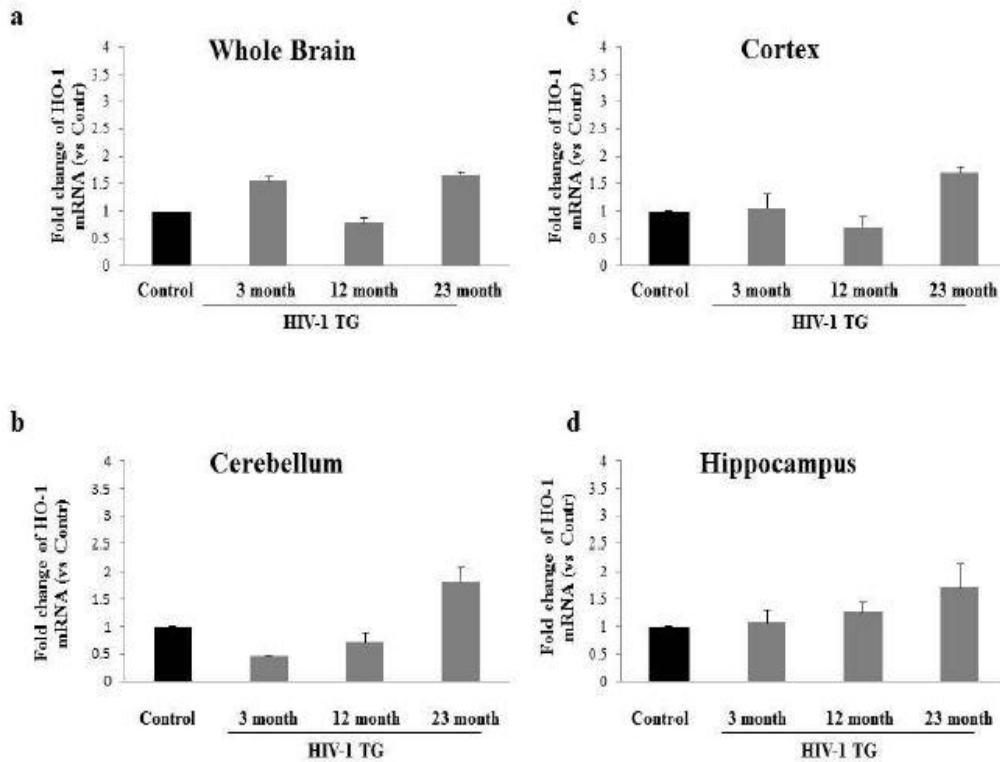 a
Whole Brain
Fold change of HO-1
mRNA (vs Contr)
4
3.5
3
2.5
2
1.5
1
0.5
0
Control
3 month
12 month
23 month
HIV-1 TG
c
Cortex
Fold change of HO-1
mRNA (vs Contr)
4
3.5
3
2.5
2
1.5
1
0.5
0
Control
3 month
12 month
23 month
HIV-1 TG
b
Cerebellum
Fold change of HO-1
mRNA (vs Contr)
4
3.5
3
2.5
2
1.5
1
0.5
0
Control
3 month
12 month
23 month
HIV-1 TG
d
Hippocampus
Fold change of HO-1
mRNA (vs Contr)
4
3.5
3
2.5
2
1.5
1
0.5
0
Control
3 month
12 month
23 month
HIV-1 TG